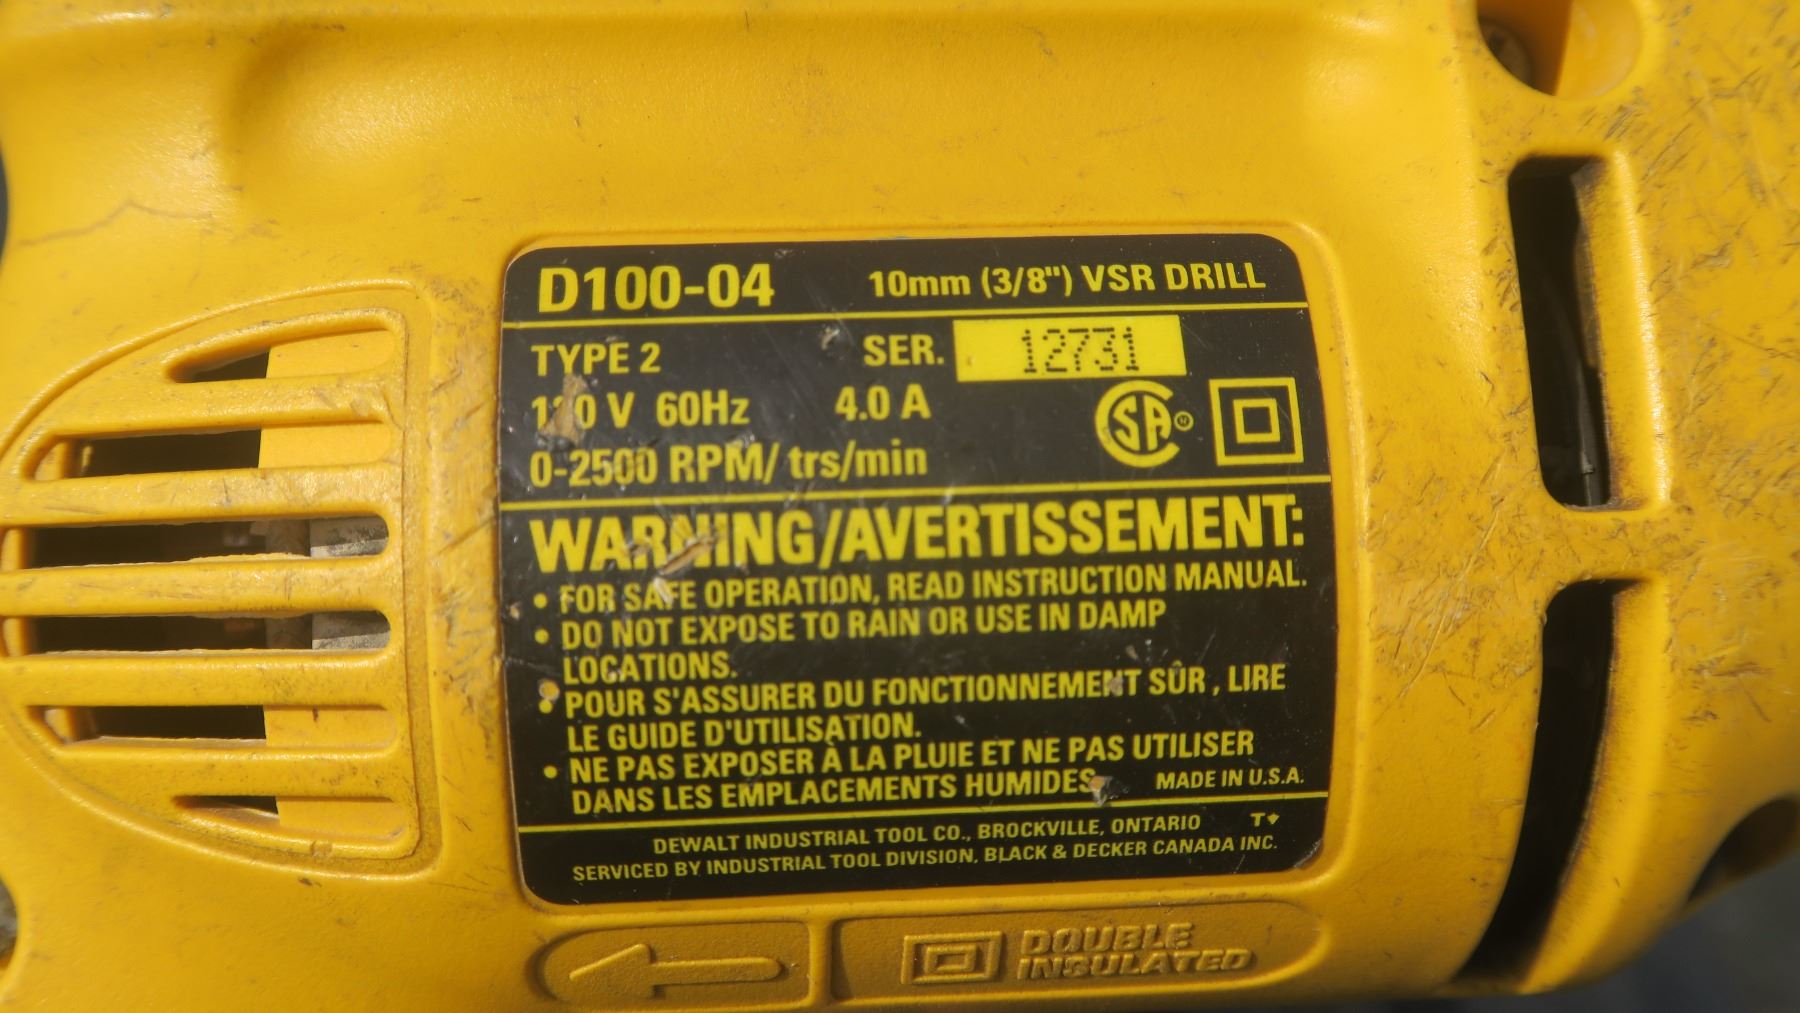 D100-04 10mm (3/8") VSR DRILL
TYPE 2 SER. 12731
60Hz 4.0 A
0-2500 RPM/ trs/min
SA ®
WARNING/AVERTISSEMENT:
• FOR SAFE OPERATION, READ INSTRUCTION MANUAL.
• DO NOT EXPOSE TO RAIN OR USE IN DAMP
LOCATIONS.
• POUR S'ASSURER DU FONCTIONNEMENT SÛR , LIRE
LE GUIDE D'UTILISATION.
• NE PAS EXPOSER À LA PLUIE ET NE PAS UTILISER
DANS LES EMPLACEMENTS HUMIDES
MADE IN U.S.A.
DEWALT INDUSTRIAL TOOL CO., BROCKVILLE, ONTARIO T
SERVICED BY INDUSTRIAL TOOL DIVISION, BLACK & DECKER CANADA INC.
DOUBLE
INSULATED